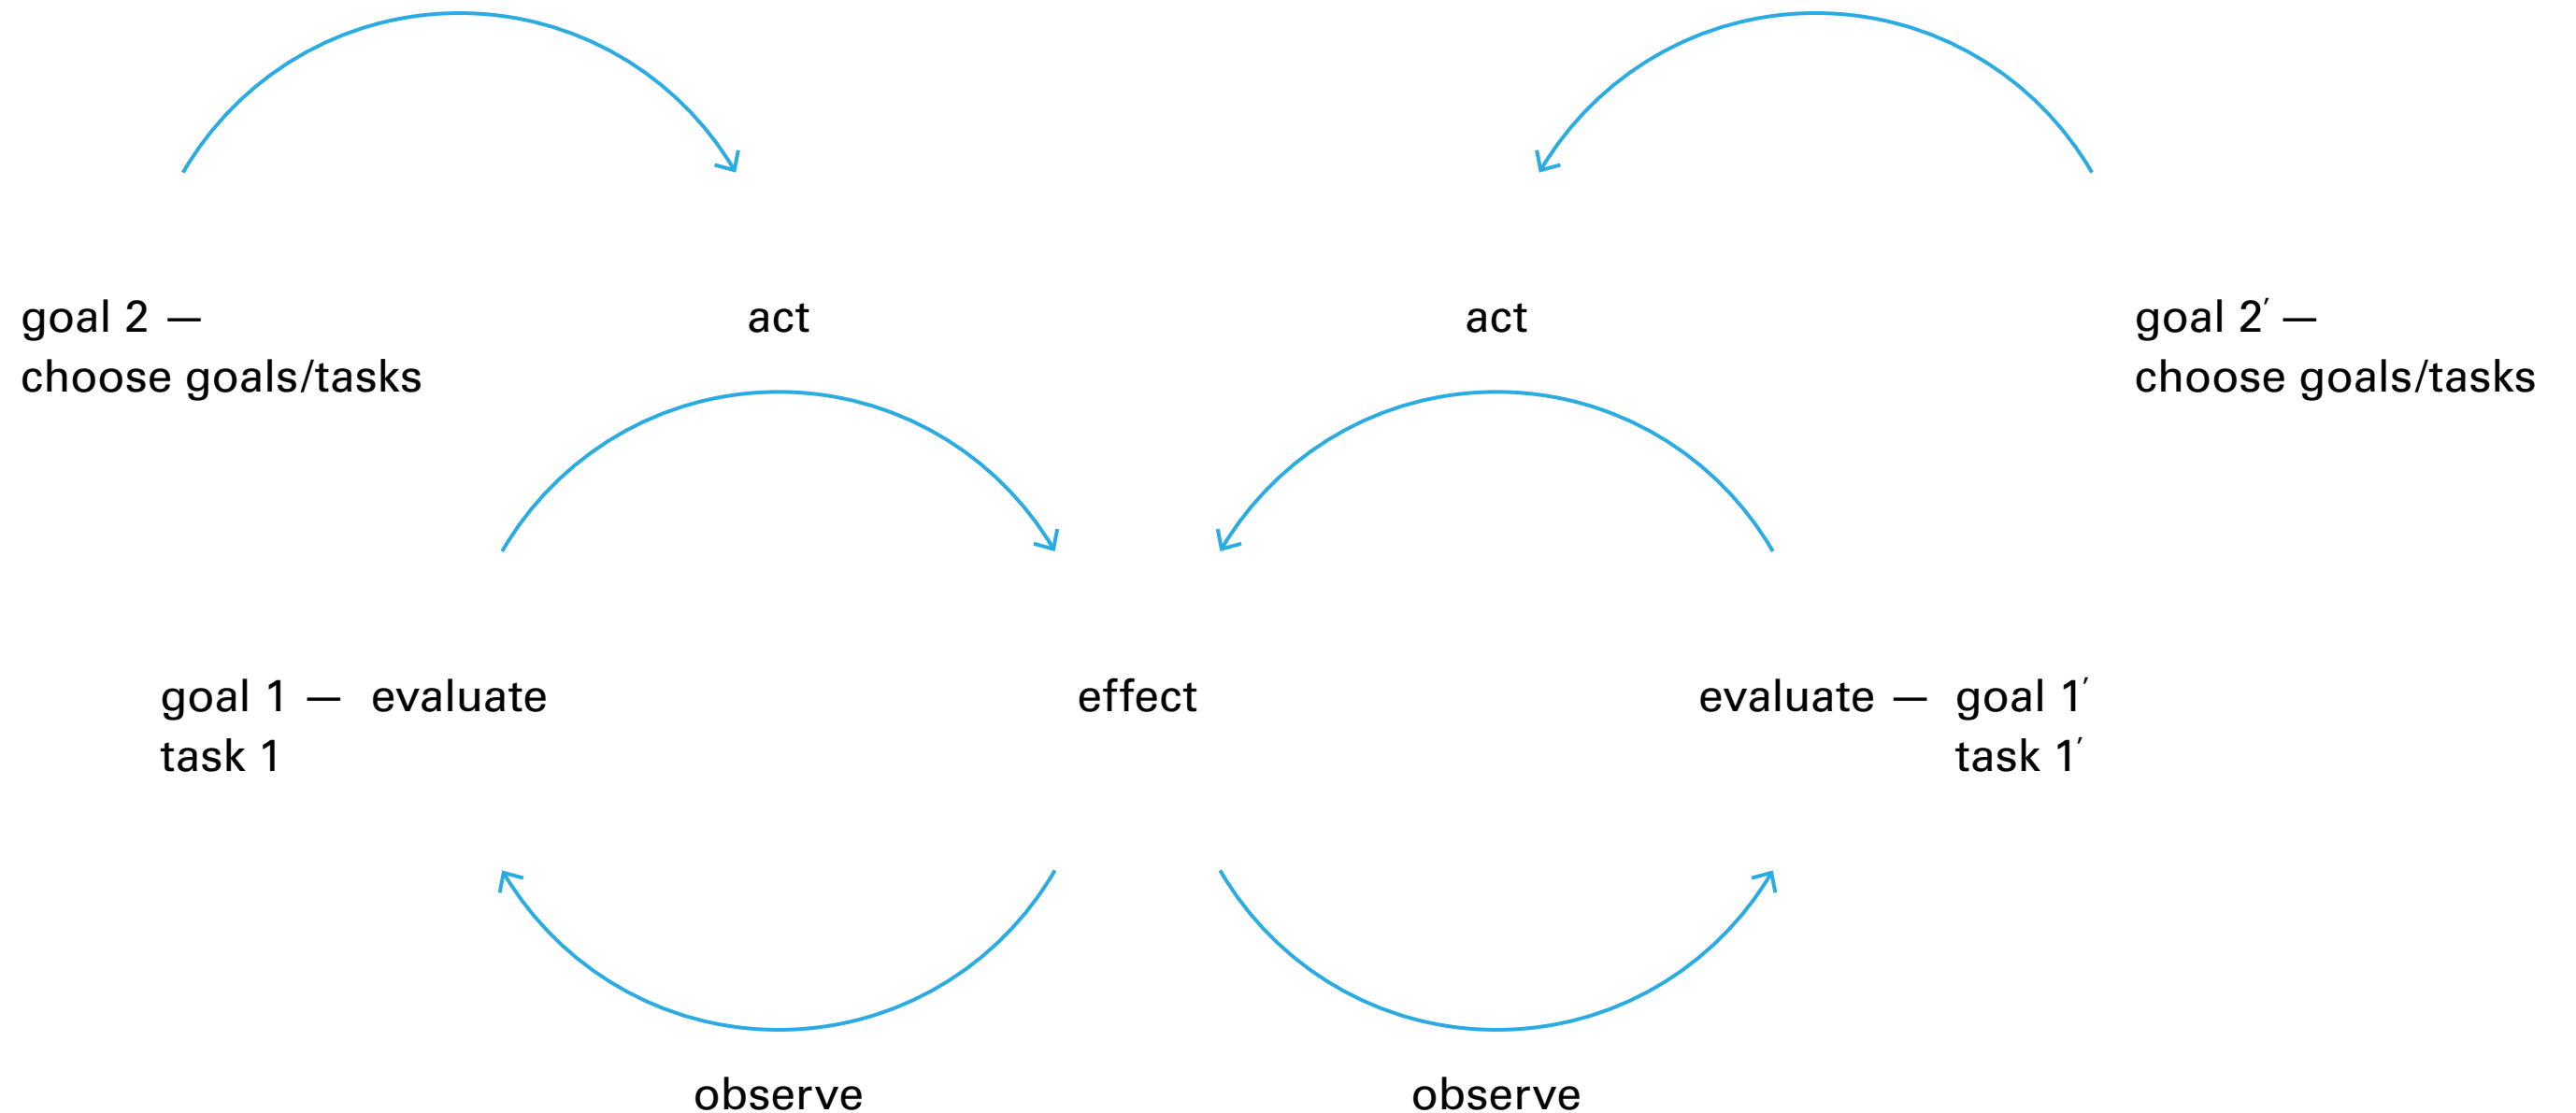 goal 2 —
choose goals/tasks
act
act
goal 2′ —
choose goals/tasks
goal 1 — evaluate
task 1
effect
evaluate — goal 1′
task 1′
observe
observe